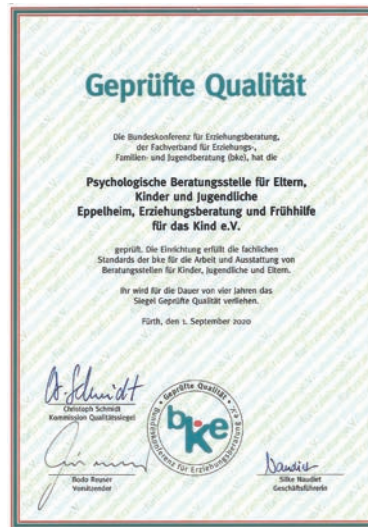 Geprüfte Qualität
Die Bundeskonferenz für Erziehungsberatung,
der Fachverband für Erziehungs-,
Familien- und Jugendberatung (bke), hat die
Psychologische Beratungsstelle für Eltern,
Kinder und Jugendliche
Eppelheim, Erziehungsberatung und Frühhilfe
für das Kind e.V.
geprüft. Die Einrichtung erfüllt die fachlichen
Standards der bke für die Arbeit und Ausstattung von
Beratungsstellen für Kinder, Jugendliche und Eltern.
Ihr wird für die Dauer von vier Jahren das
Siegel Geprüfte Qualität verliehen.
Fürth, den 1. September 2020
Christoph Schmidt
Kommission Qualitätssiegel
Geprüfte Qualität
bke
Bundeskonferenz für Erziehungsberatung e.V.
Bodo Reuser
Vorsitzender
Silke Naudiet
Geschäftsführerin